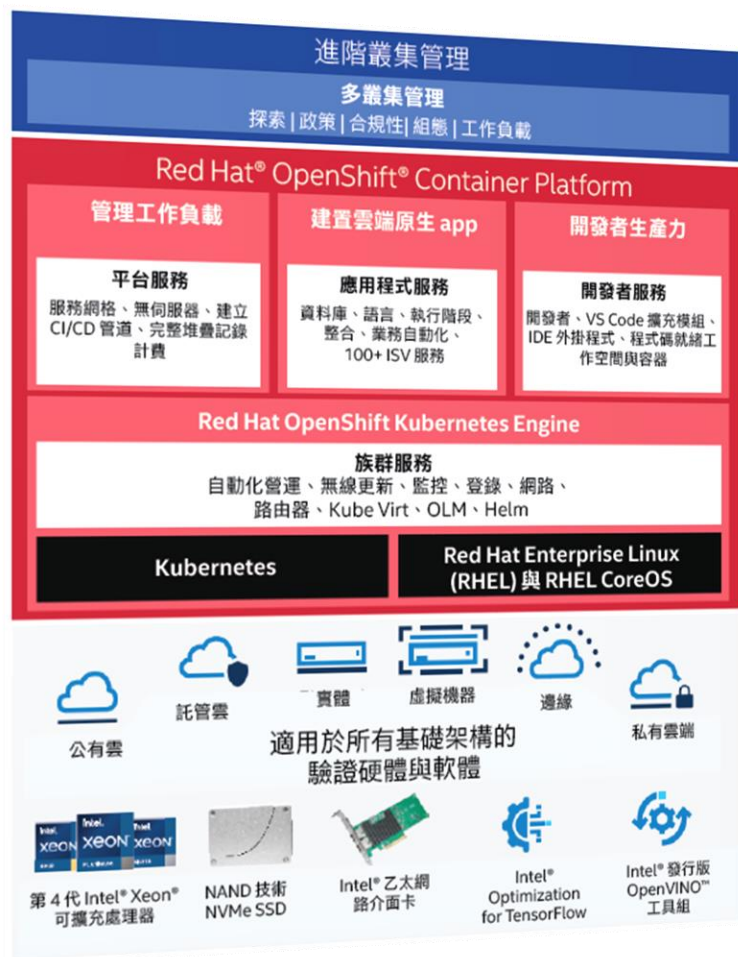 進階叢集管理
多叢集管理
探索 | 政策 | 合規性| 組態 | 工作負載
Red Hat® OpenShift® Container Platform
管理工作負載
平台服務
服務網格、無伺服器、建立
CI/CD 管道、完整堆疊記錄
計費
建置雲端原生 app
應用程式服務
資料庫、語言、執行階段、
整合、業務自動化、
100+ ISV 服務
開發者生產力
開發者服務
開發者、VS Code 擴充模組、
IDE 外掛程式、程式碼就緒工
作空間與容器
Red Hat OpenShift Kubernetes Engine
族群服務
自動化營運、無線更新、監控、登錄、網路、
路由器、Kube Virt、OLM、Helm
Kubernetes
Red Hat Enterprise Linux
(RHEL) 與 RHEL CoreOS
公有雲
託管雲
實體
虛擬機器
邊緣
私有雲端
適用於所有基礎架構的
驗證硬體與軟體
intel.
XEON
intel.
XEON
PLATINUM
intel.
XEON
第 4 代 Intel® Xeon®
可擴充處理器
NAND 技術
NVMe SSD
Intel® 乙太網
路介面卡
Intel®
Optimization
for TensorFlow
Intel® 發行版
OpenVINO™
工具組